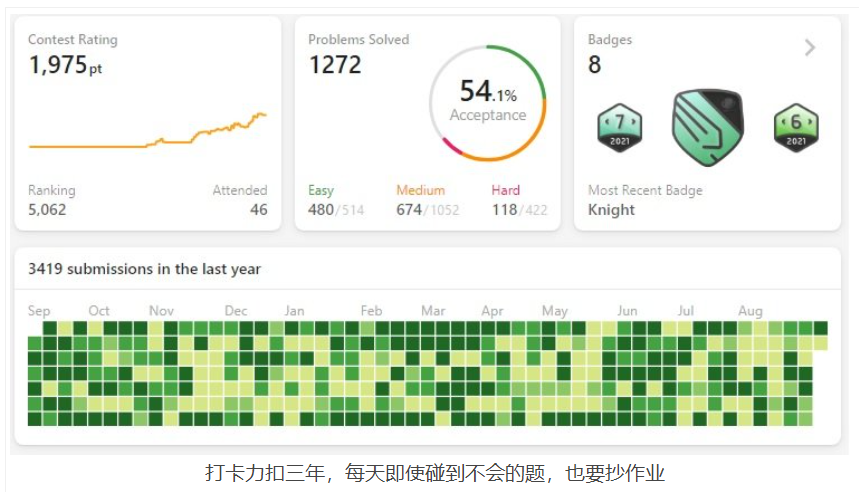 Contest Rating
1,975pt
Ranking
Attended
5,062
46
Problems Solved
1272
54.1%
Acceptance
Easy
Medium
Hard
480/514
674/1052
118/422
Badges
8
7
2021
6
2021
Most Recent Badge
Knight
3419 submissions in the last year
Sep Oct Nov Dec Jan Feb Mar Apr May Jun Jul Aug
打卡力扣三年，每天即使碰到不会的题，也要抄作业